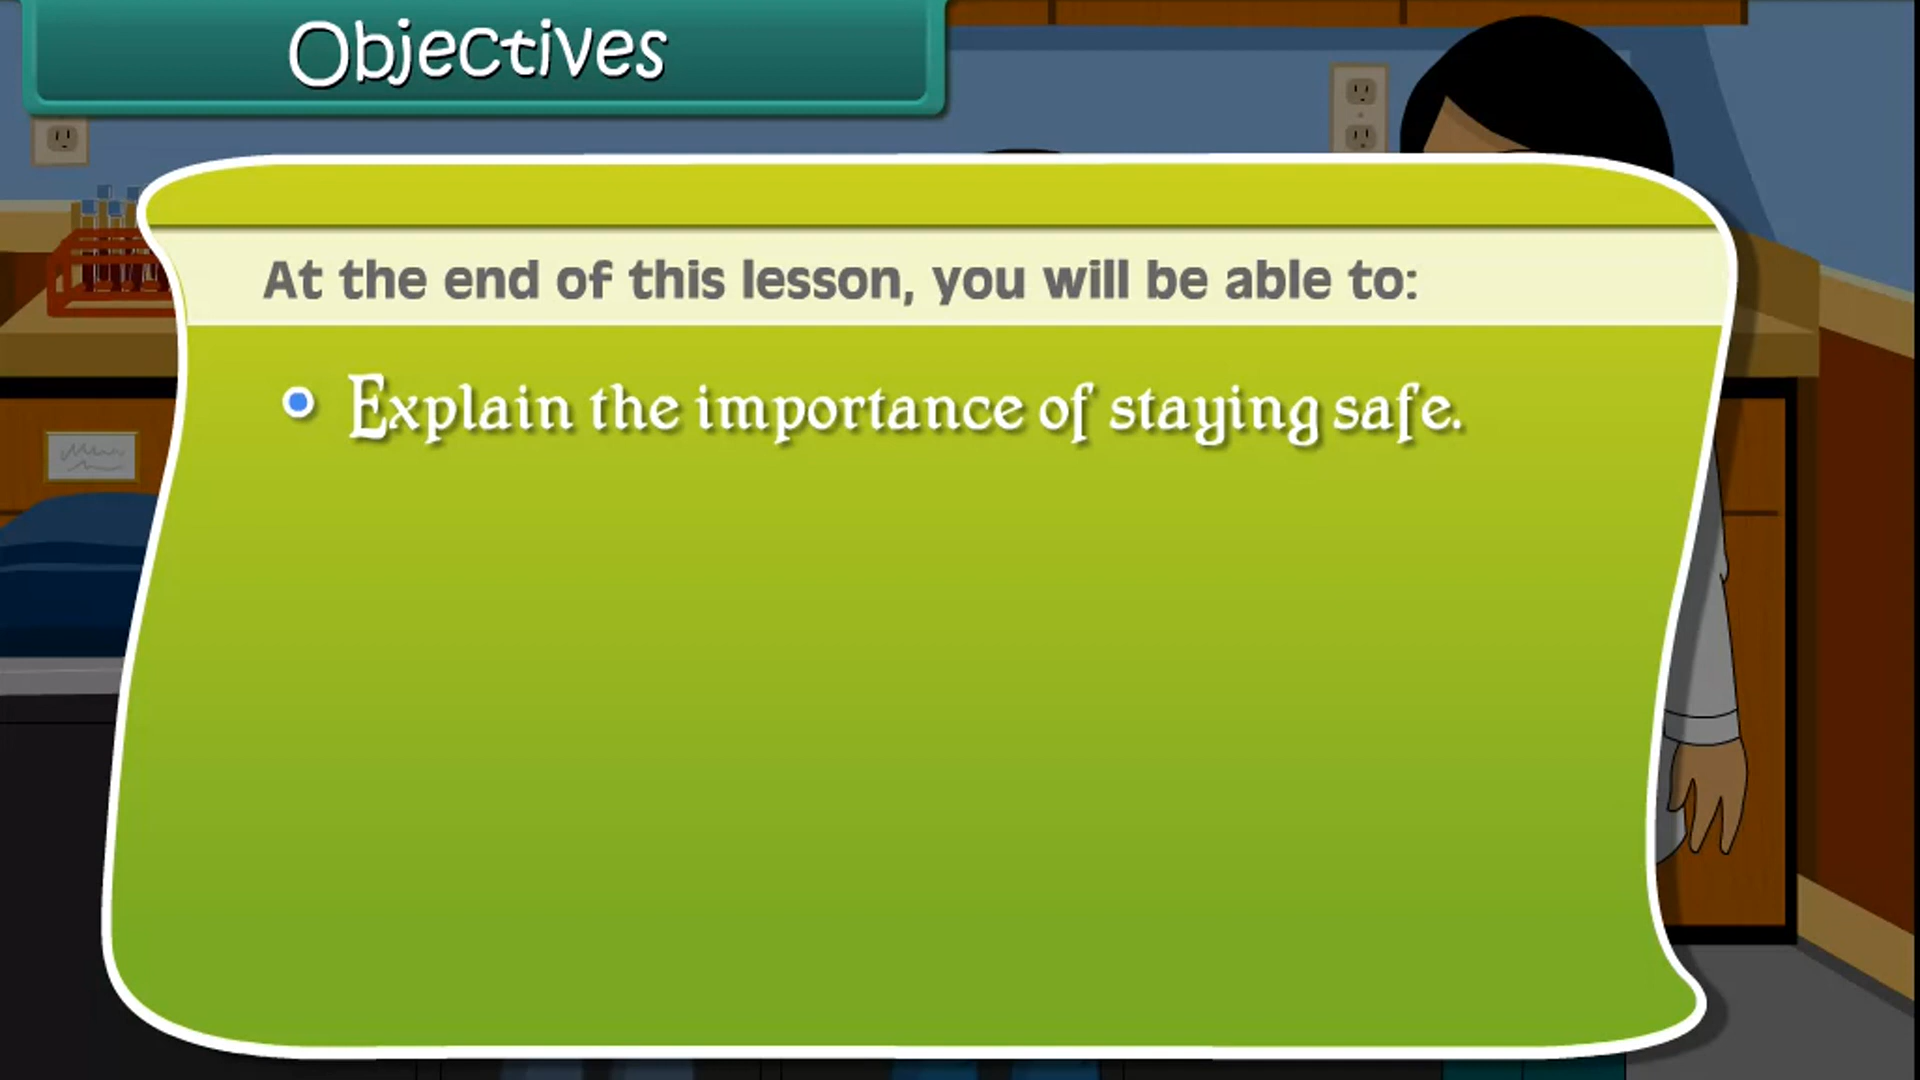 Objectives
At the end of this lesson, you will be able to:
Explain the importance of staying safe.